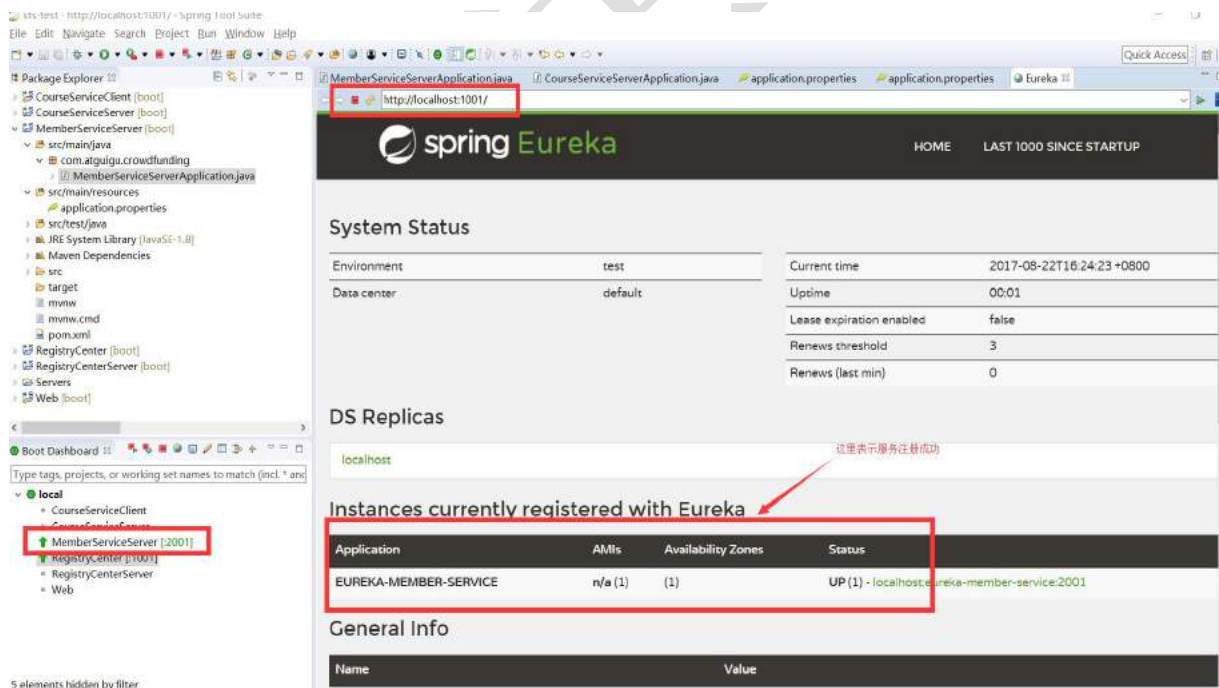 sts-test - http://localhost:1001/ - Spring Tool Suite
File Edit Navigate Search Project Run Window Help
Quick Access
Package Explorer
CourseServiceClient [boot]
CourseServiceServer [boot]
MemberServiceServer [boot]
src/main/java
com.atguigu.crowdfunding
MemberServiceServerApplication.java
src/main/resources
application.properties
src/test/java
JRE System Library [JavaSE-1.8]
Maven Dependencies
src
target
mvnw
mvnw.cmd
pom.xml
RegistryCenter [boot]
RegistryCenterServer [boot]
Servers
Web [boot]
Boot Dashboard
Type tags, projects, or working set names to match (incl. * and
local
CourseServiceClient
CourseServiceServer
MemberServiceServer [:2001]
RegistryCenter [:1001]
RegistryCenterServer
Web
5 elements hidden by filter
MemberServiceServerApplication.java CourseServiceServerApplication.java application.properties application.properties Eureka
http://localhost:1001/
spring Eureka HOME LAST 1000 SINCE STARTUP
System Status
Environment test
Data center default
Current time 2017-08-22T16:24:23 +0800
Uptime 00:01
Lease expiration enabled false
Renews threshold 3
Renews (last min) 0
DS Replicas
这里表示服务注册成功
localhost
Instances currently registered with Eureka
Application AMIs Availability Zones Status
EUREKA-MEMBER-SERVICE n/a (1) (1) UP (1) - localhost:eureka-member-service:2001
General Info
Name Value